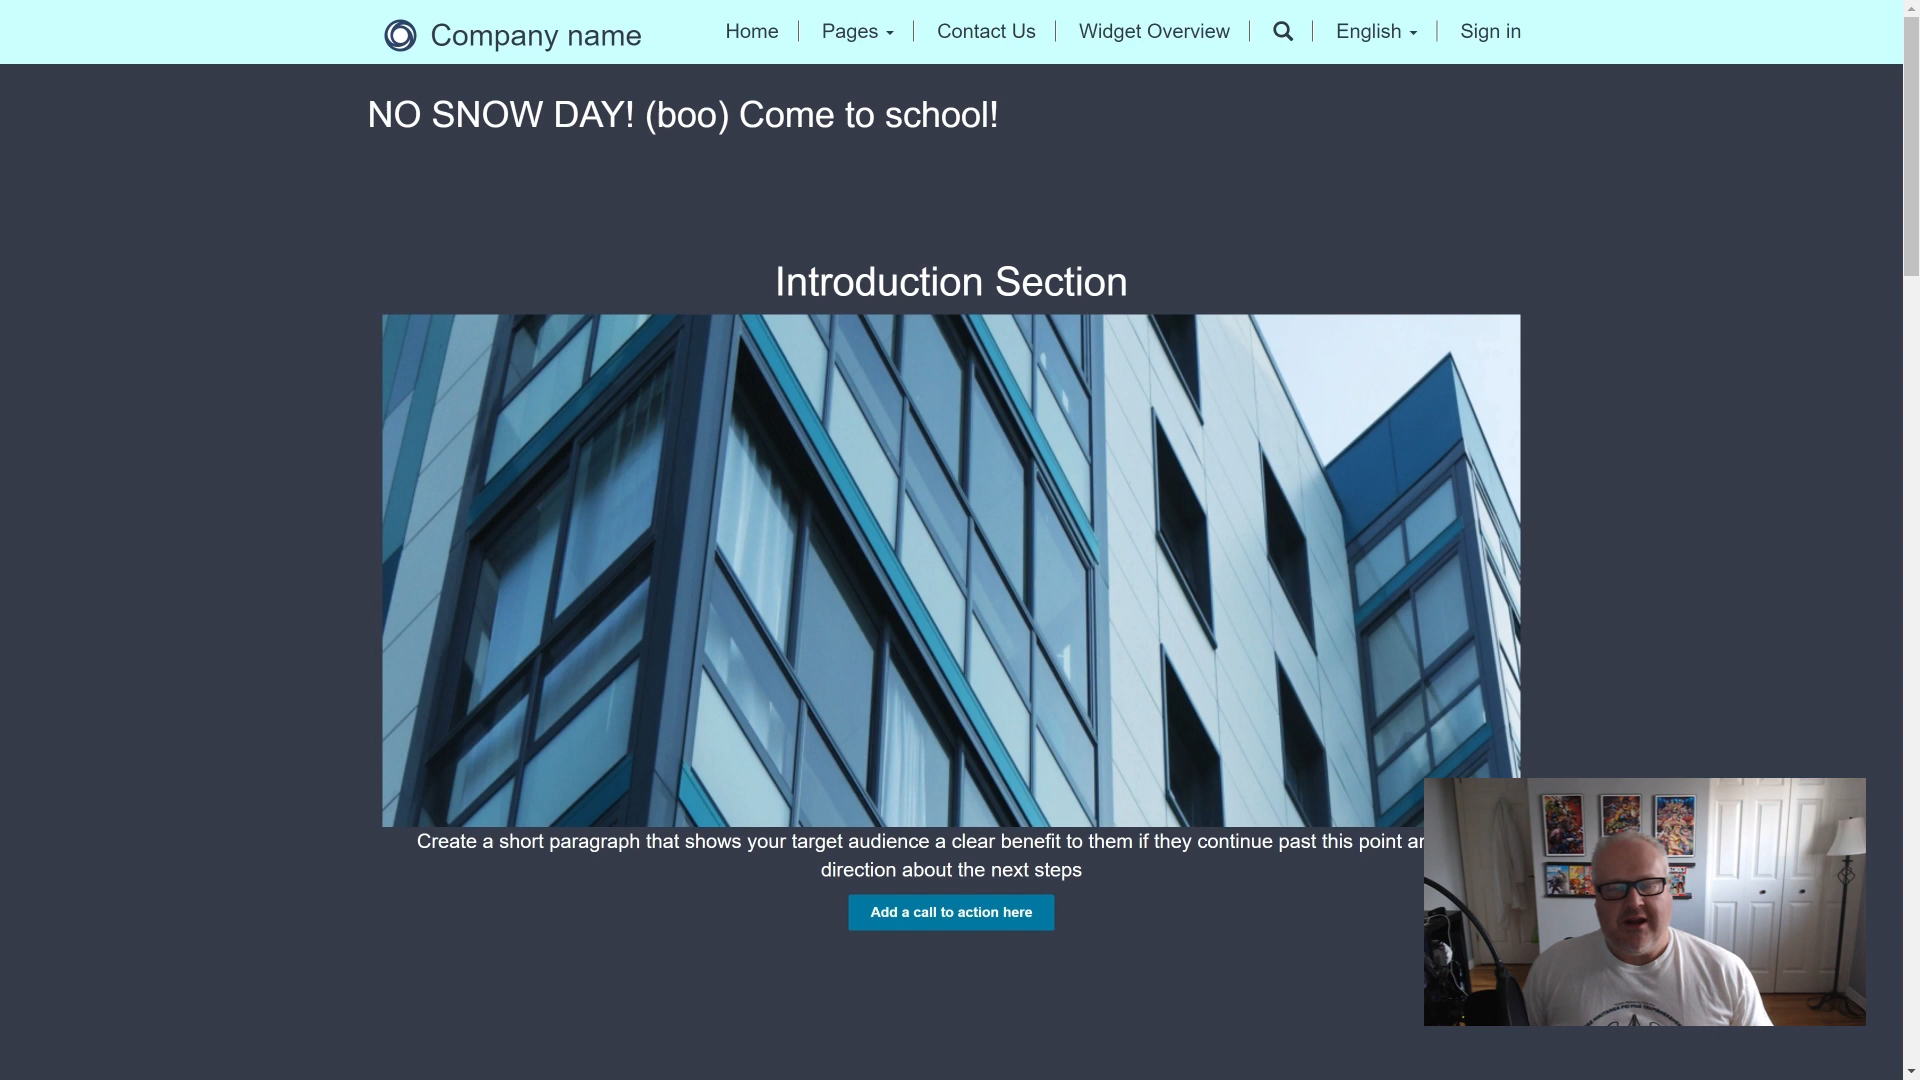 Company name
Home
Pages
Contact Us
Widget Overview
English
Sign in
NO SNOW DAY! (boo) Come to school!
Introduction Section
Create a short paragraph that shows your target audience a clear benefit to them if they continue past this point
direction about the next steps
Add a call to action here